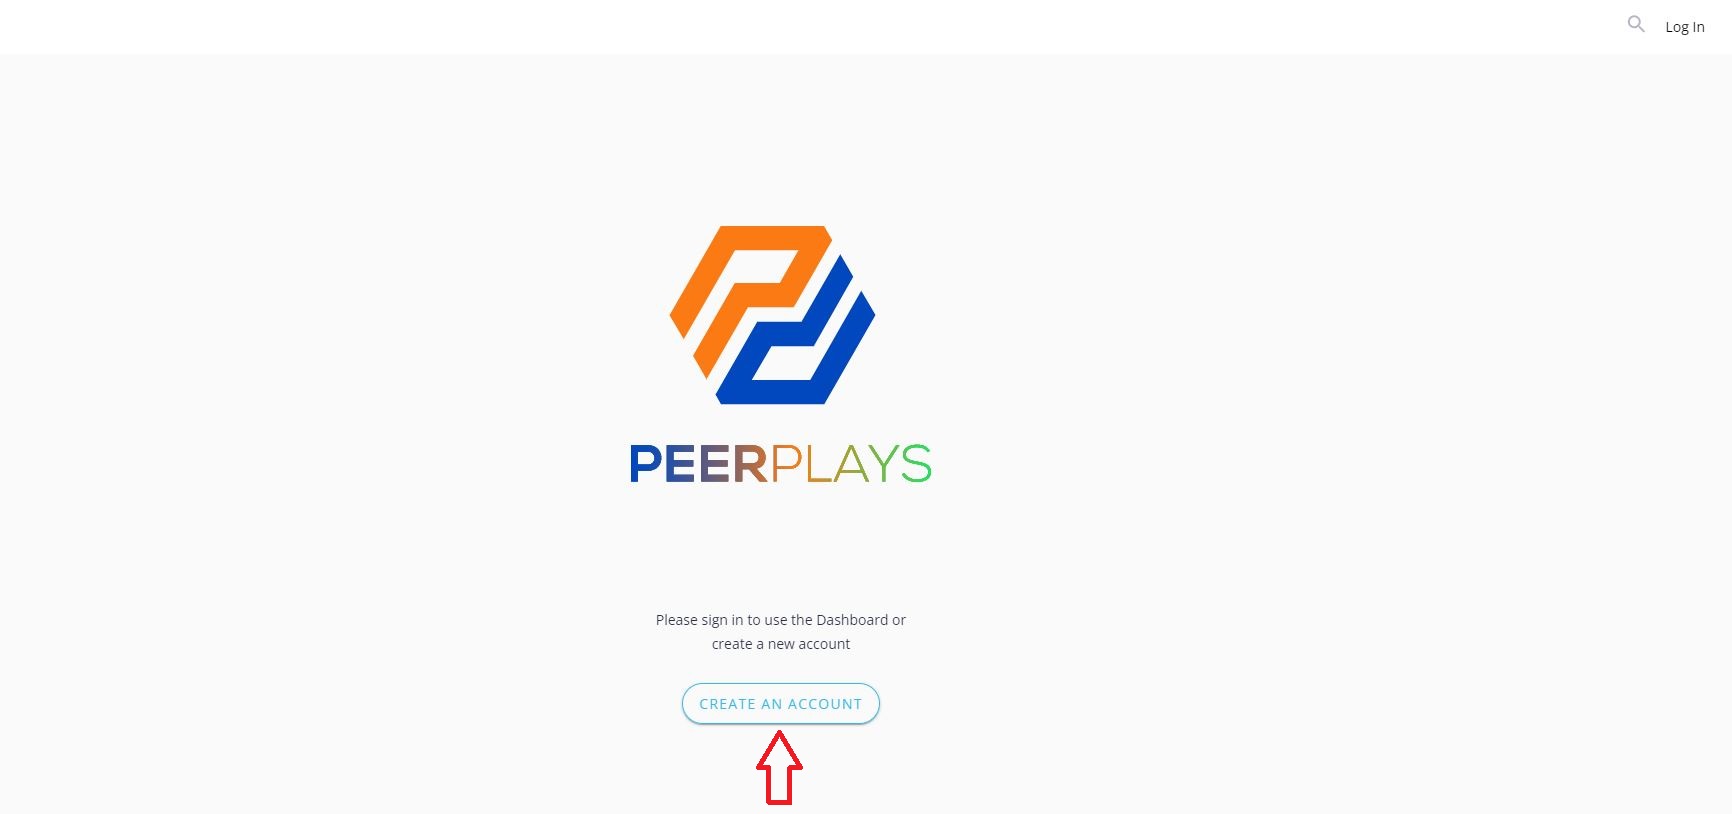 Log In
PEERPLAYS
Please sign in to use the Dashboard or
create a new account
CREATE AN ACCOUNT